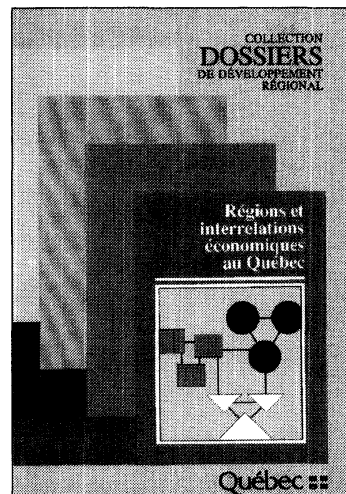 COLLECTION
DOSSIERS
DE DÉVELOPPEMENT
RÉGIONAL
Régions et
interrelations
économiques
au Québec
Québec